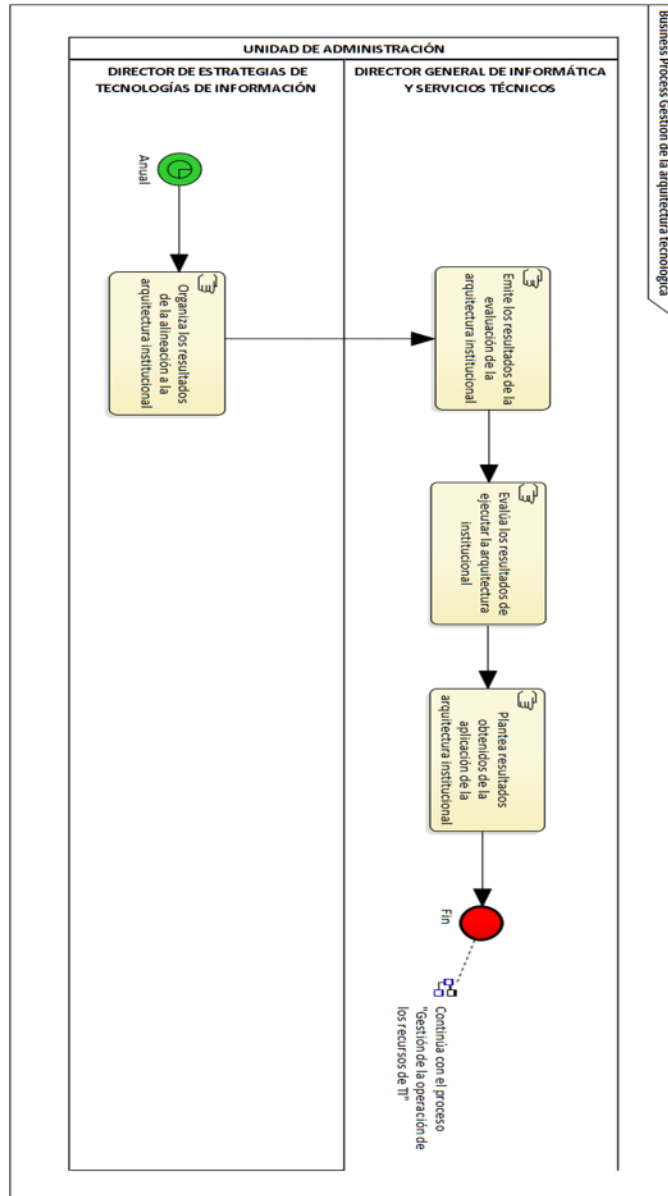 Business Process Gestión de la arquitectura tecnológica
UNIDAD DE ADMINISTRACIÓN
DIRECTOR DE ESTRATEGIAS DE
TECNOLOGÍAS DE INFORMACIÓN
DIRECTOR GENERAL DE INFORMÁTICA
Y SERVICIOS TÉCNICOS
Anual
Organiza los resultados
de la alineación a la
arquitectura institucional
Emite los resultados de la
evaluación de la
arquitectura institucional
Evalúa los resultados de
ejecutar la arquitectura
institucional
Plantea resultados
obtenidos de la
aplicación de la
arquitectura institucional
Fin
Continúa con el proceso
"Gestión de la operación de
los recursos de TI"